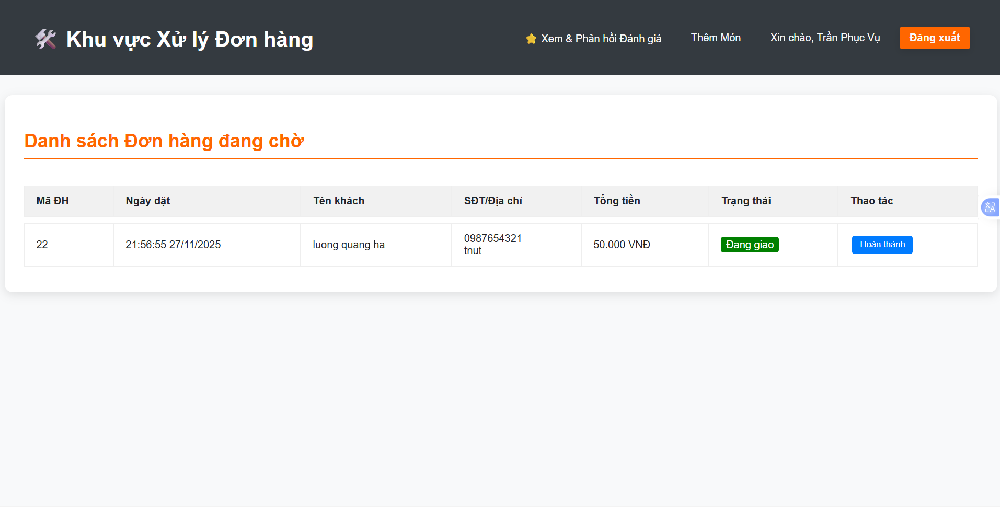 🛠️ Khu vực Xử lý Đơn hàng
⭐ Xem & Phản hồi Đánh giá
Thêm Món
Xin chào, Trần Phục Vụ
Đăng xuất
Danh sách Đơn hàng đang chờ
Mã ĐH
Ngày đặt
Tên khách
SĐT/Địa chỉ
Tổng tiền
Trạng thái
Thao tác
22
21:56:55 27/11/2025
luong quang ha
0987654321
tnut
50.000 VNĐ
Đang giao
Hoàn thành